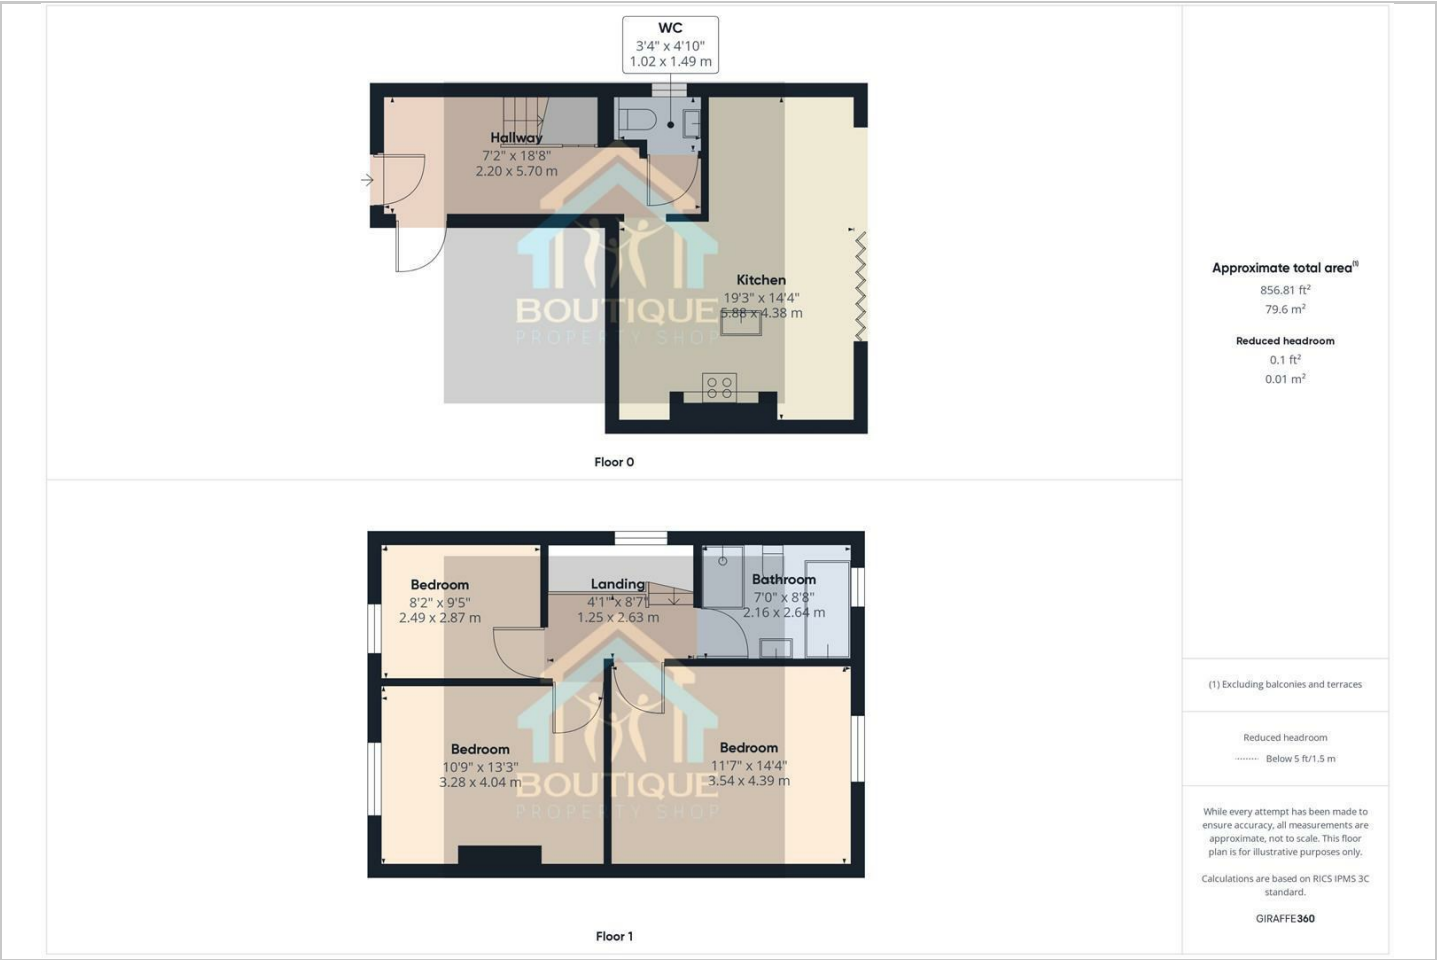 WC
3'4" x 4'10"
1.02 x 1.49 m
Hallway
7'2" x 18'8"
2.20 x 5.70 m
Kitchen
19'3" x 14'4"
5.88 x 4.38 m
BOUTIQUE
PROPERTY SHOP
Floor 0
Bedroom
8'2" x 9'5"
2.49 x 2.87 m
Landing
4'1" x 8'7"
1.25 x 2.63 m
Bathroom
7'0" x 8'8"
2.16 x 2.64 m
Bedroom
10'9" x 13'3"
3.28 x 4.04 m
Bedroom
11'7" x 14'4"
3.54 x 4.39 m
BOUTIQUE
PROPERTY SHOP
Floor 1
Approximate total area(1)
856.81 ft²
79.6 m²
Reduced headroom
0.1 ft²
0.01 m²
(1) Excluding balconies and terraces
Reduced headroom
Below 5 ft/1.5 m
While every attempt has been made to
ensure accuracy, all measurements are
approximate, not to scale. This floor
plan is for illustrative purposes only.
Calculations are based on RICS IPMS 3C
standard.
GIRAFFE360